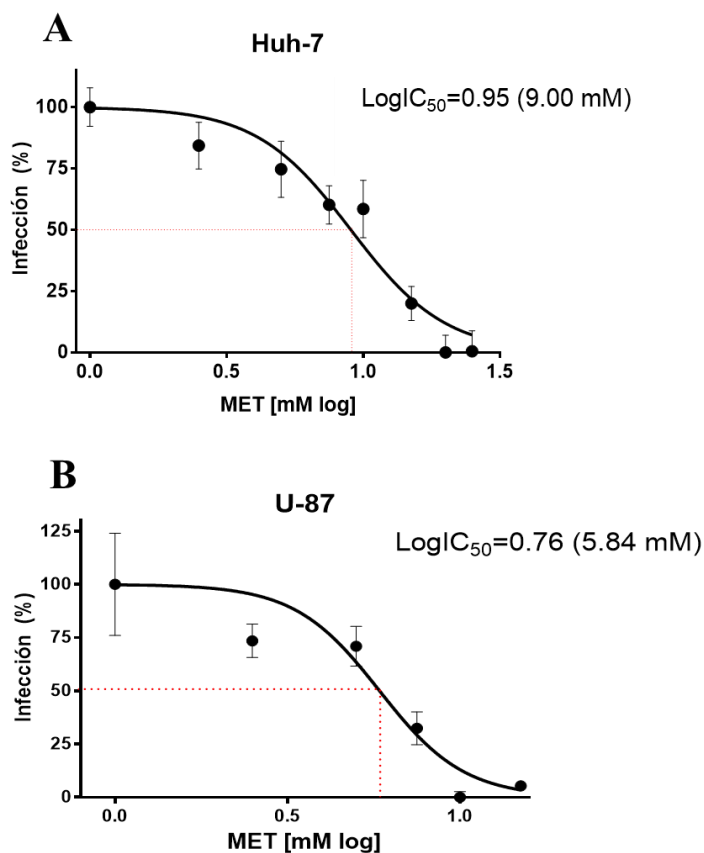 A
Huh-7
LogIC₅₀=0.95 (9.00 mM)
Infección (%)
100
75
50
25
0
0.0 0.5 1.0 1.5
MET [mM log]
B
U-87
LogIC₅₀=0.76 (5.84 mM)
Infección (%)
125
100
75
50
25
0
0.0 0.5 1.0
MET [mM log]